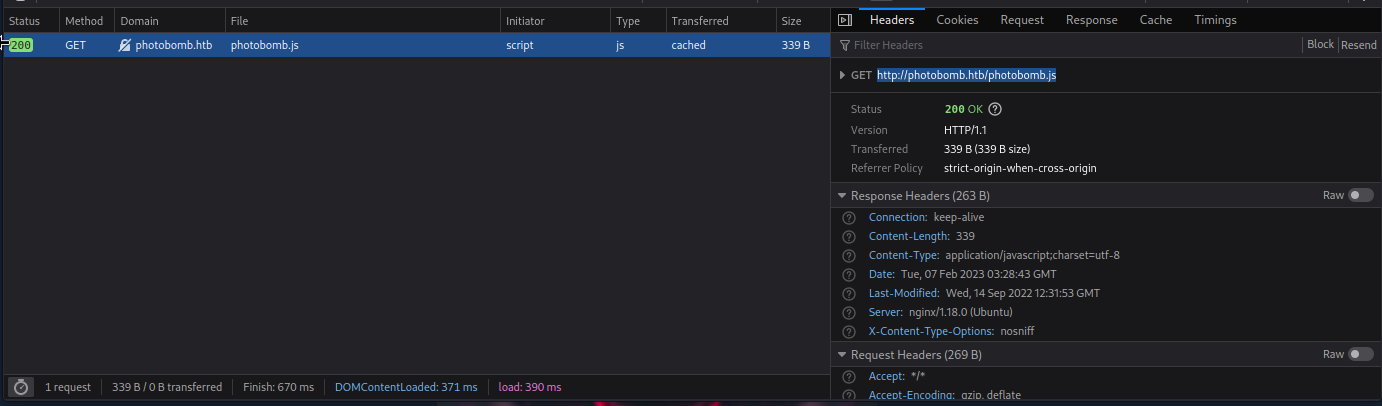 Status Method Domain File Initiator Type Transferred Size
200 GET photobomb.htb photobomb.js script js cached 339 B
1 request 339 B / 0 B transferred Finish: 670 ms DOMContentLoaded: 371 ms load: 390 ms
Headers Cookies Request Response Cache Timings
Filter Headers Block Resend
GET http://photobomb.htb/photobomb.js
Status 200 OK ?
Version HTTP/1.1
Transferred 339 B (339 B size)
Referrer Policy strict-origin-when-cross-origin
Response Headers (263 B) Raw
? Connection: keep-alive
? Content-Length: 339
? Content-Type: application/javascript;charset=utf-8
? Date: Tue, 07 Feb 2023 03:28:43 GMT
? Last-Modified: Wed, 14 Sep 2022 12:31:53 GMT
? Server: nginx/1.18.0 (Ubuntu)
? X-Content-Type-Options: nosniff
Request Headers (269 B) Raw
? Accept: */*
? Accept-Encoding: gzip, deflate